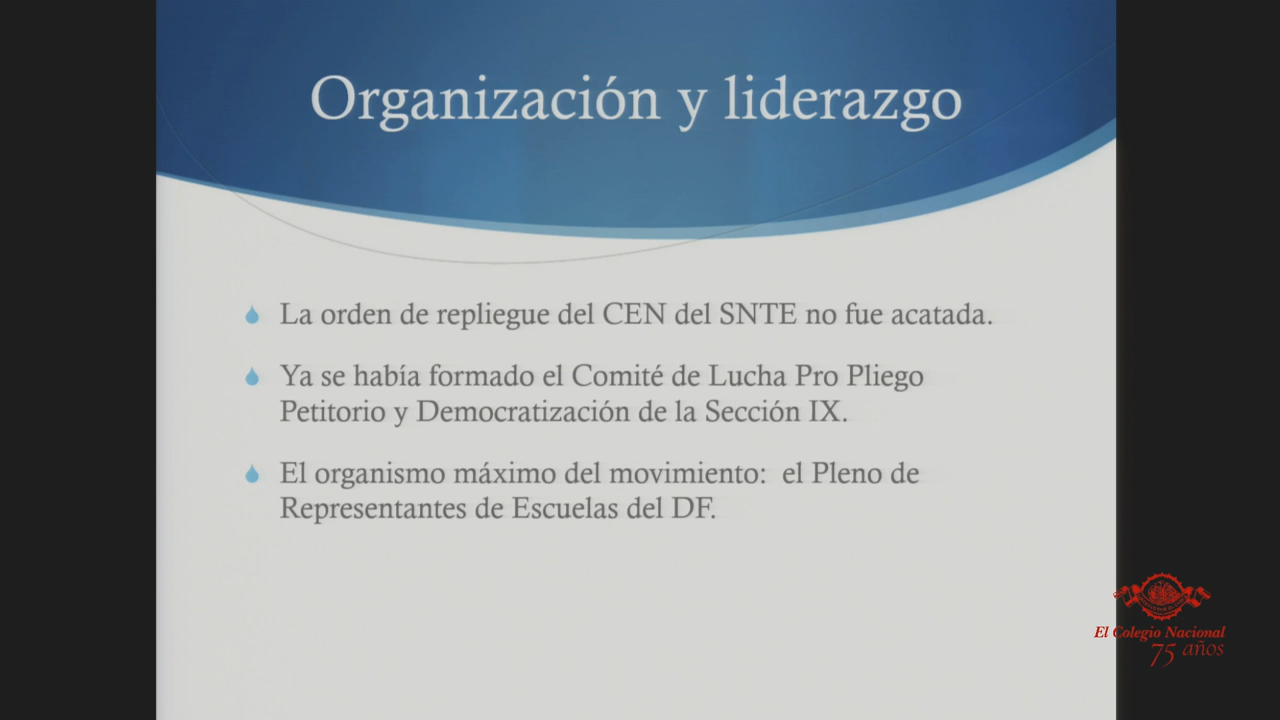 Organización y liderazgo
La orden de repliegue del CEN del SNTE no fue acatada.
Ya se había formado el Comité de Lucha Pro Pliego
Petitorio y Democratización de la Sección IX.
El organismo máximo del movimiento:  el Pleno de
Representantes de Escuelas del DF.
El Colegio Nacional
75 años